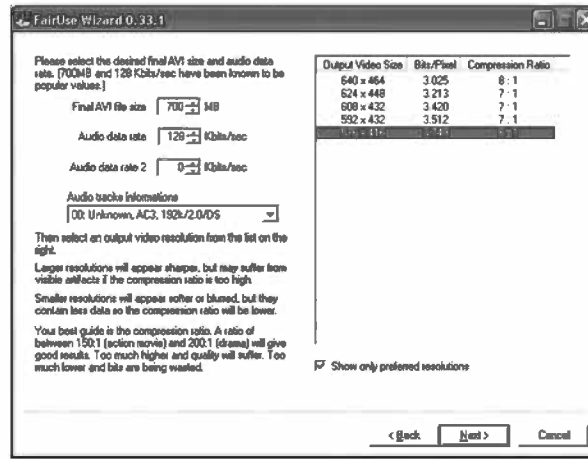 FairUse Wizard 0.33.1
Please select the desired final AVI size and audio data
rate. (700MB and 128 Kbits/sec have been known to be
popular values.)
Final AVI file size 700 MB
Audio data rate 128 Kbits/sec
Audio data rate 2 0 Kbits/sec
Audio tracks informations
00: Unknown, AC3, 192k/2.0/DS
Then select an output video resolution from the list on the
right.
Larger resolutions will appear sharper, but may suffer from
visible artifacts if the compression ratio is too high.
Smaller resolutions will appear softer or blurred, but they
contain less data so the compression ratio will be lower.
Your best guide is the compression ratio. A ratio of
between 150:1 (action movie) and 200:1 (drama) will give
good results. Too much higher and quality will suffer. Too
much lower and bits are being wasted.
Output Video Size Bits/Pixel Compression Ratio
640 x 464 3.025 8 : 1
624 x 448 3.213 7 : 1
608 x 432 3.420 7 : 1
592 x 432 3.512 7 : 1
Show only preferred resolutions
< Back Next > Cancel